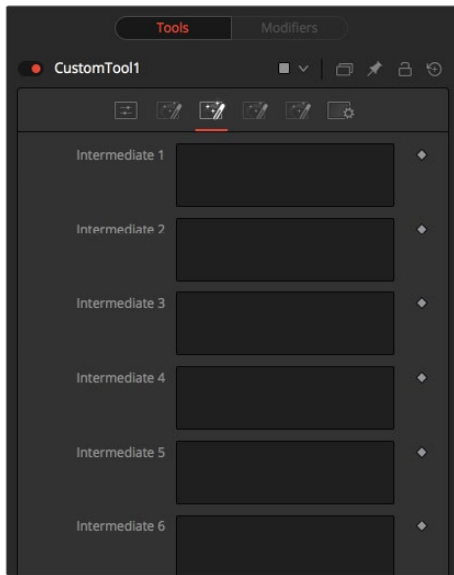 Tools Modifiers
CustomTool1
Intermediate 1
Intermediate 2
Intermediate 3
Intermediate 4
Intermediate 5
Intermediate 6